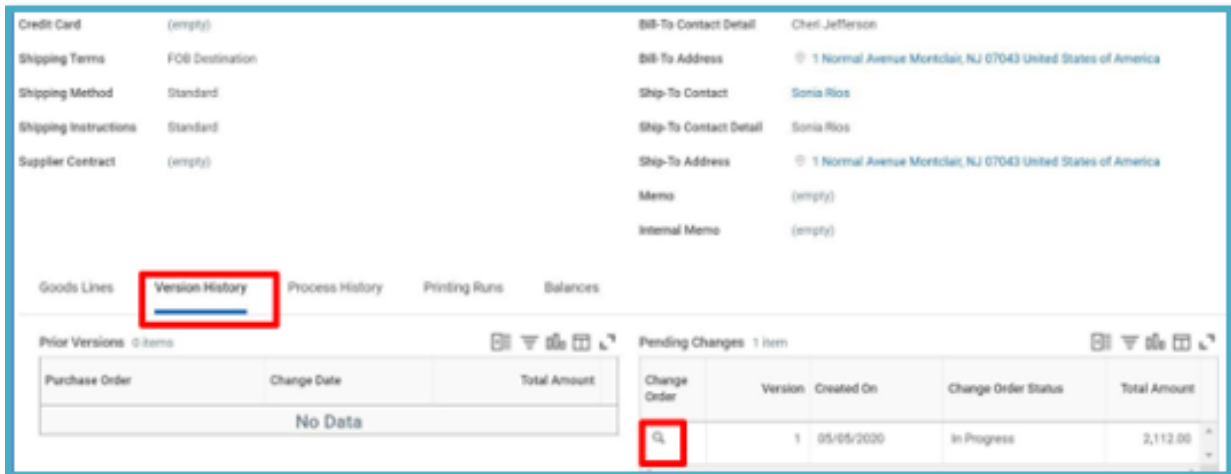 Credit Card (empty) Bill-To Contact Detail Cheri Jefferson
Shipping Terms FOB Destination Bill-To Address 1 Normal Avenue Montclair, NJ 07043 United States of America
Shipping Method Standard Ship-To Contact Sonia Rios
Shipping Instructions Standard Ship-To Contact Detail Sonia Rios
Supplier Contract (empty) Ship-To Address 1 Normal Avenue Montclair, NJ 07043 United States of America
Memo (empty)
Internal Memo (empty)
Goods Lines Version History Process History Printing Runs Balances
Prior Versions 0 items Pending Changes 1 item
Purchase Order Change Date Total Amount Change Order Version Created On Change Order Status Total Amount
No Data
1 05/05/2020 In Progress 2,112.00